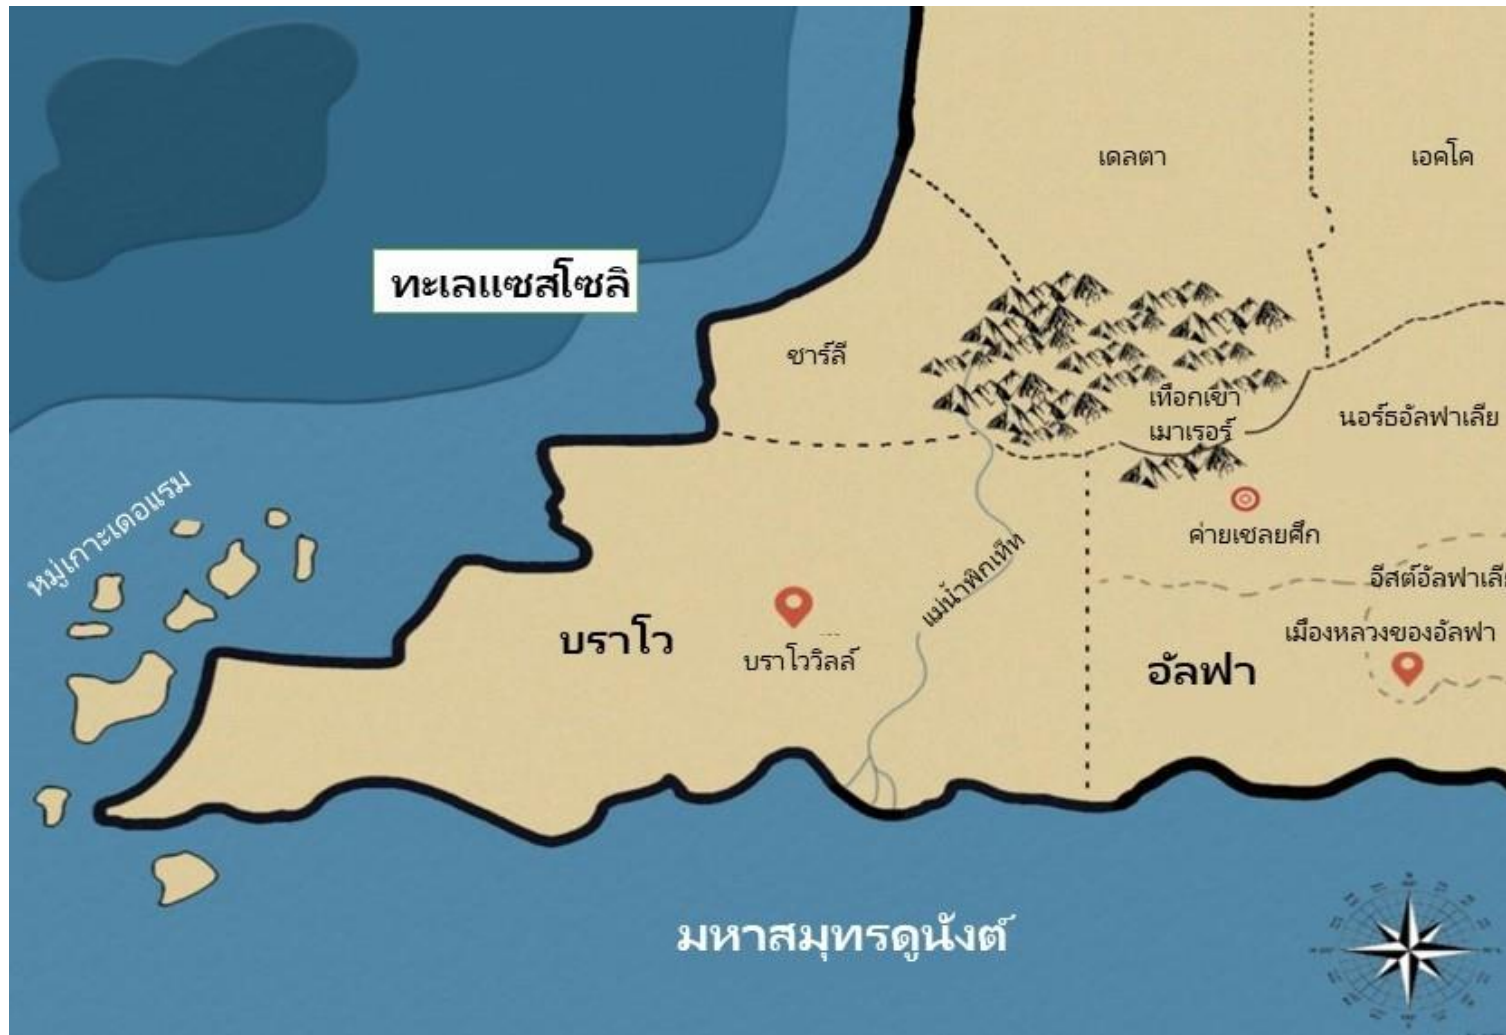 เดลตา
เอคโค
ทะเลแซสโซลิ
ชาร์ลี
เทือกเขา
เมาเรอร์
นอร์ธอัลฟาเลีย
หมู่เกาะเดอแรม
ค่ายเชลยศึก
แม่น้ำพิกเท็ท
อีสต์อัลฟาเลีย
บราโว
บราโววิลล์
เมืองหลวงของอัลฟา
อัลฟา
มหาสมุทรดูนังต์